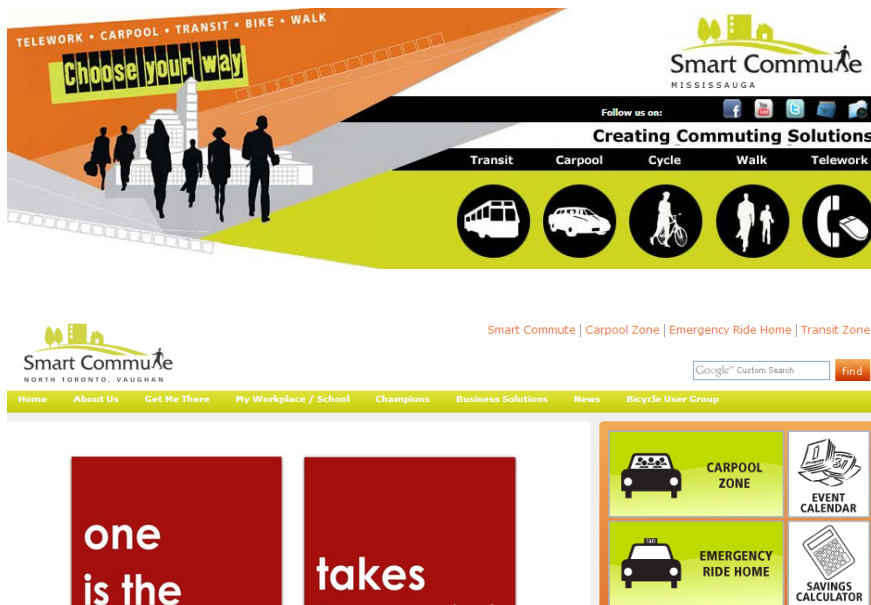 TELEWORK • CARPOOL • TRANSIT • BIKE • WALK
Choose your way
Smart Commute
MISSISSAUGA
Follow us on:
Creating Commuting Solutions
Transit Carpool Cycle Walk Telework
Smart Commute | Carpool Zone | Emergency Ride Home | Transit Zone
Smart Commute
NORTH TORONTO, VAUGHAN
Google™ Custom Search find
Home About Us Get Me There My Workplace / School Champions Business Solutions News Bicycle User Group
CARPOOL
ZONE
EVENT
CALENDAR
one
is the
takes
TAXI
EMERGENCY
RIDE HOME
SAVINGS
CALCULATOR